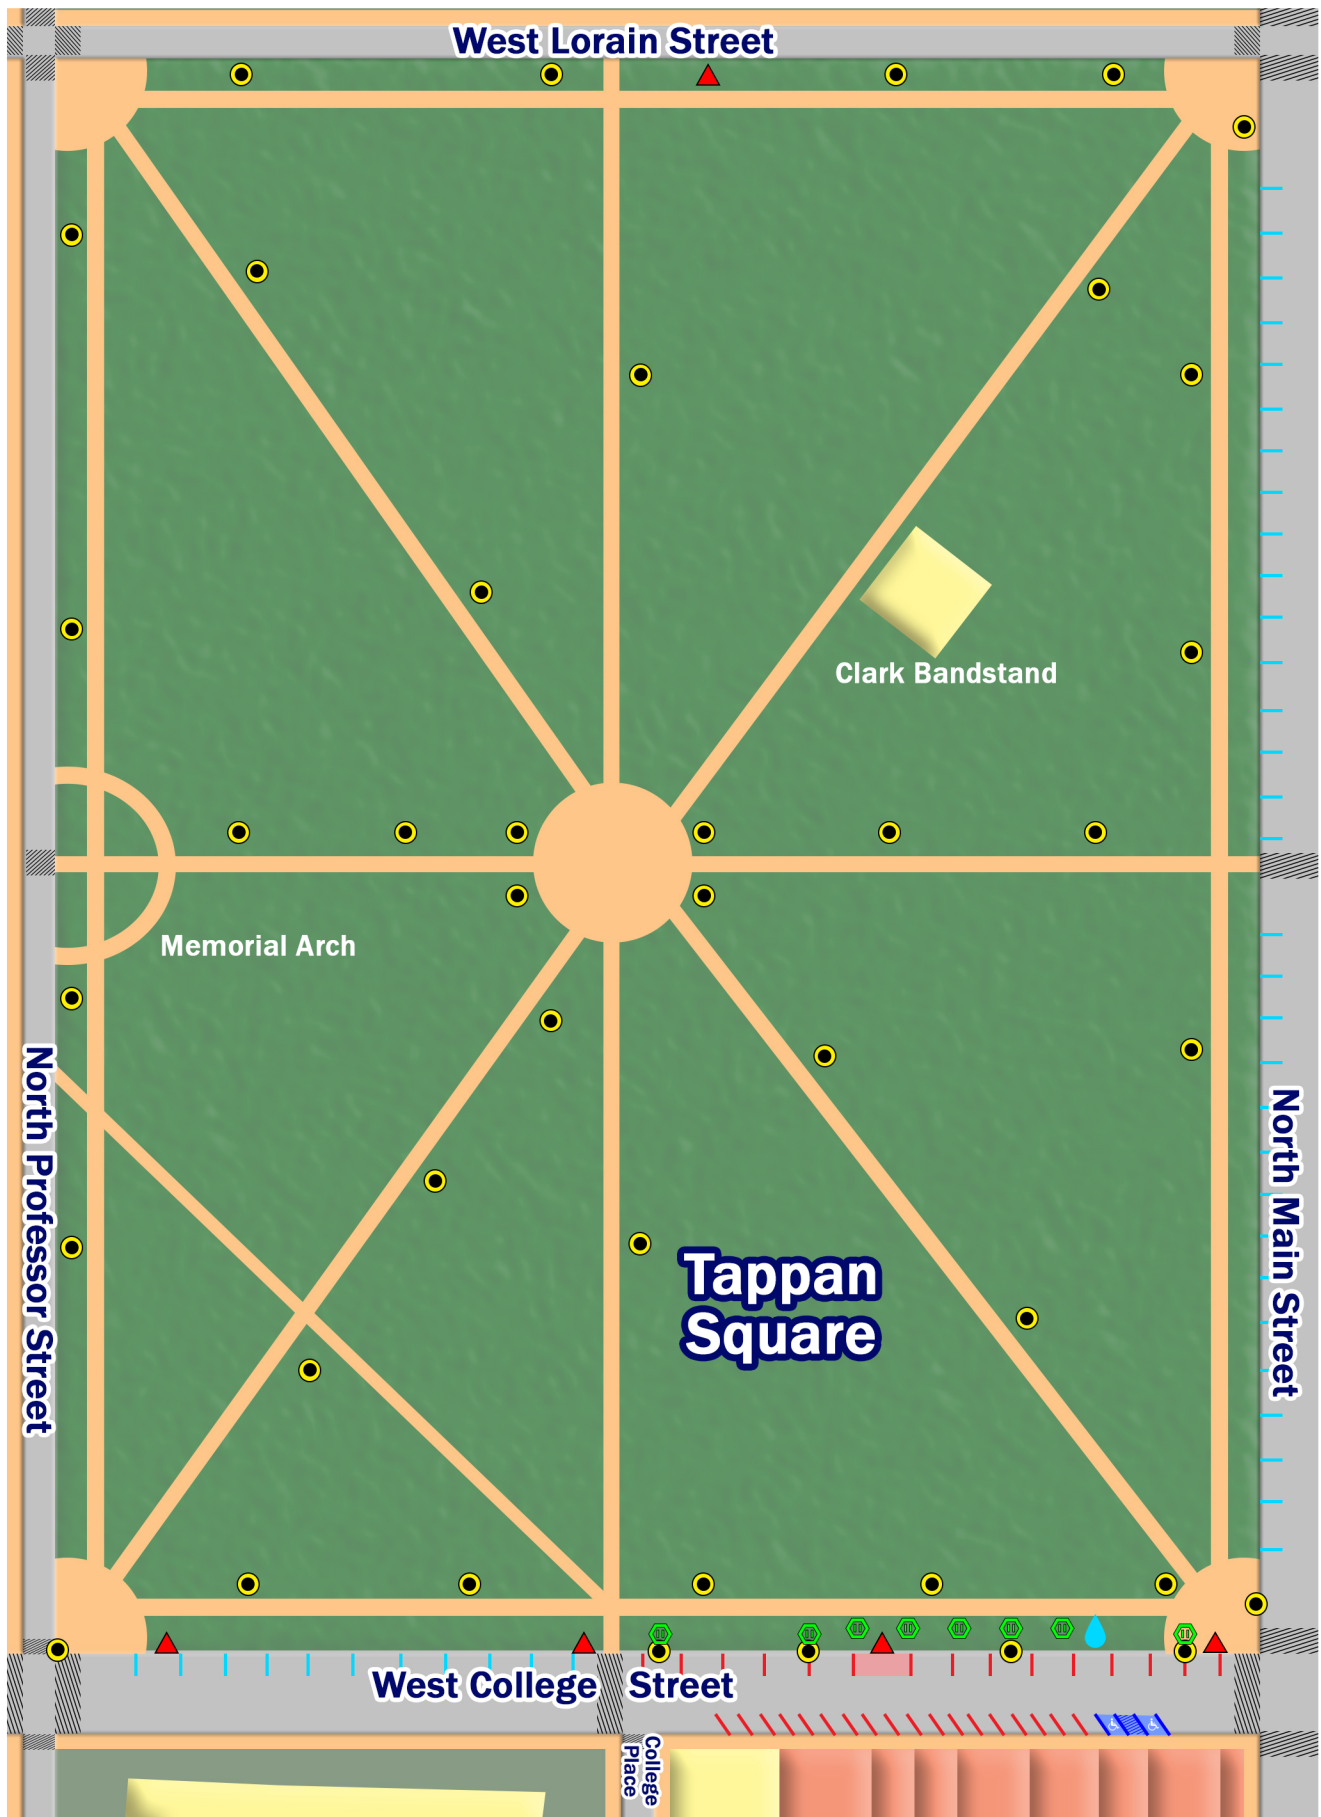 West Lorain Street
Clark Bandstand
Memorial Arch
North Professor Street
North Main Street
Tappan
Square
West College Street
College
Place